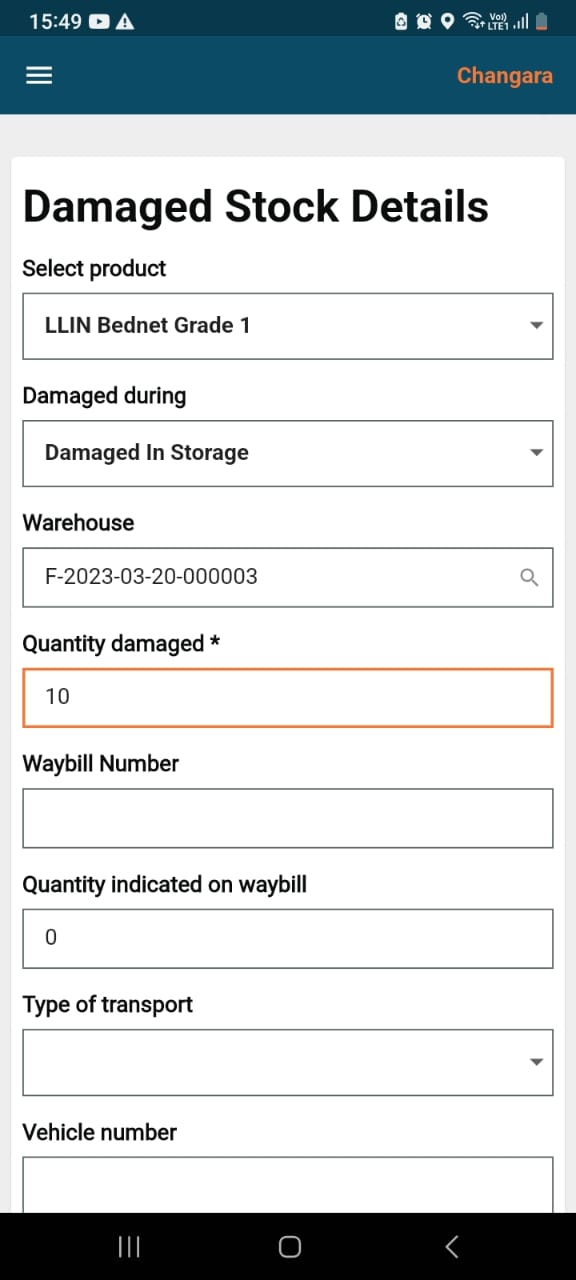 15:49
Vo))
LTE1
Changara
Damaged Stock Details
Select product
LLIN Bednet Grade 1
Damaged during
Damaged In Storage
Warehouse
F-2023-03-20-000003
Quantity damaged *
10
Waybill Number
Quantity indicated on waybill
0
Type of transport
Vehicle number